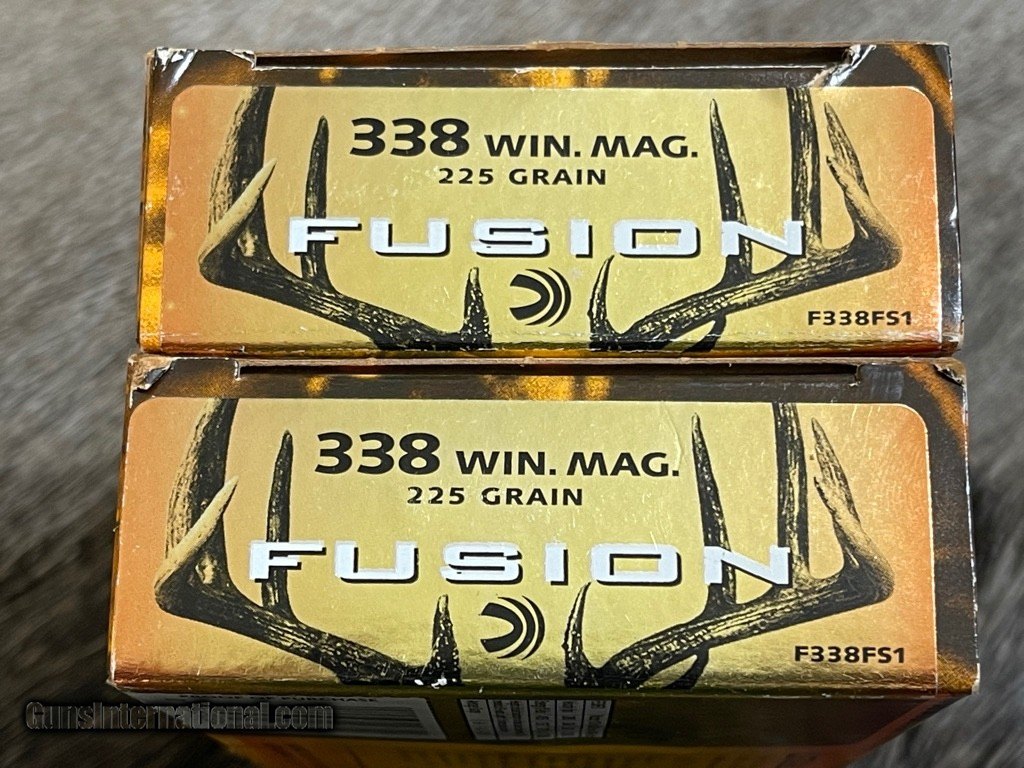 338 WIN. MAG.
225 GRAIN
FUSION
F338FS1
338 WIN. MAG.
225 GRAIN
FUSION
F338FS1
GunsInternational.com